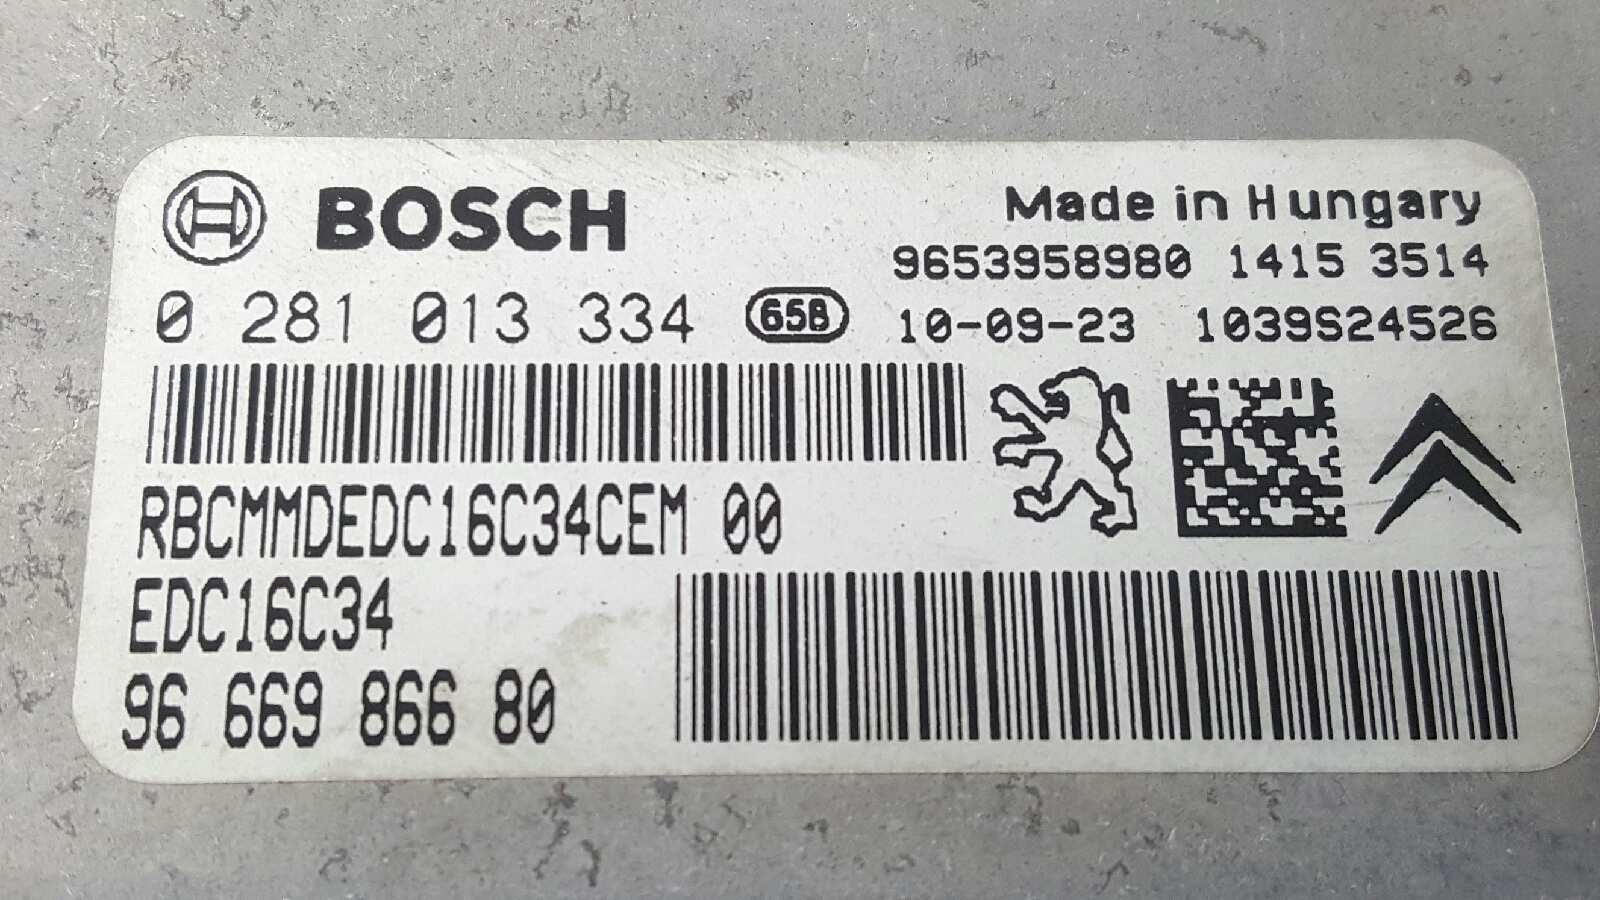 BOSCH
Made in Hungary
9653958980 1415 3514
0 281 013 334 658 10-09-23 1039S24526
RBCMMDEDC16C34CEM 00
EDC16C34
96 669 866 80